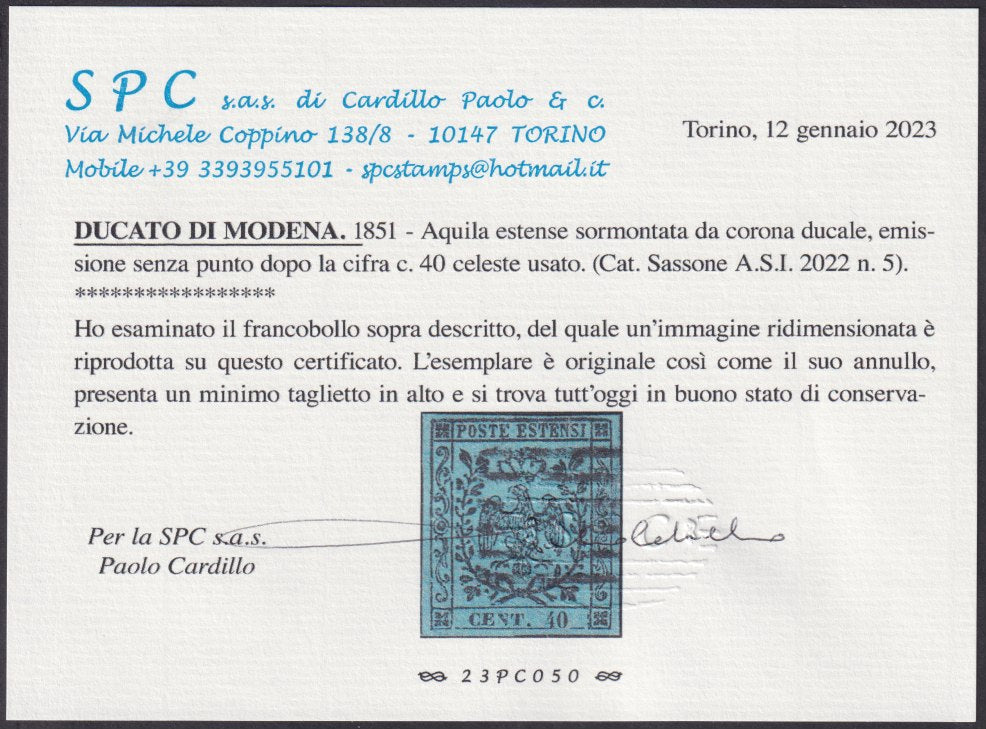 SPC s.a.s. di Cardillo Paolo & c.
Via Michele Coppino 138/8 - 10147 TORINO
Mobile +39 3393955101 - spcstamps@hotmail.it
Torino, 12 gennaio 2023
DUCATO DI MODENA. 1851 - Aquila estense sormontata da corona ducale, emis-
sione senza punto dopo la cifra c. 40 celeste usato. (Cat. Sassone A.S.I. 2022 n. 5).
*****************
Ho esaminato il francobollo sopra descritto, del quale un'immagine ridimensionata è
riprodotta su questo certificato. L'esemplare è originale così come il suo annullo,
presenta un minimo taglietto in alto e si trova tutt'oggi in buono stato di conserva-
zione.
POSTE ESTENSI
CENT. 40
Per la SPC s.a.s.
Paolo Cardillo
23PC050